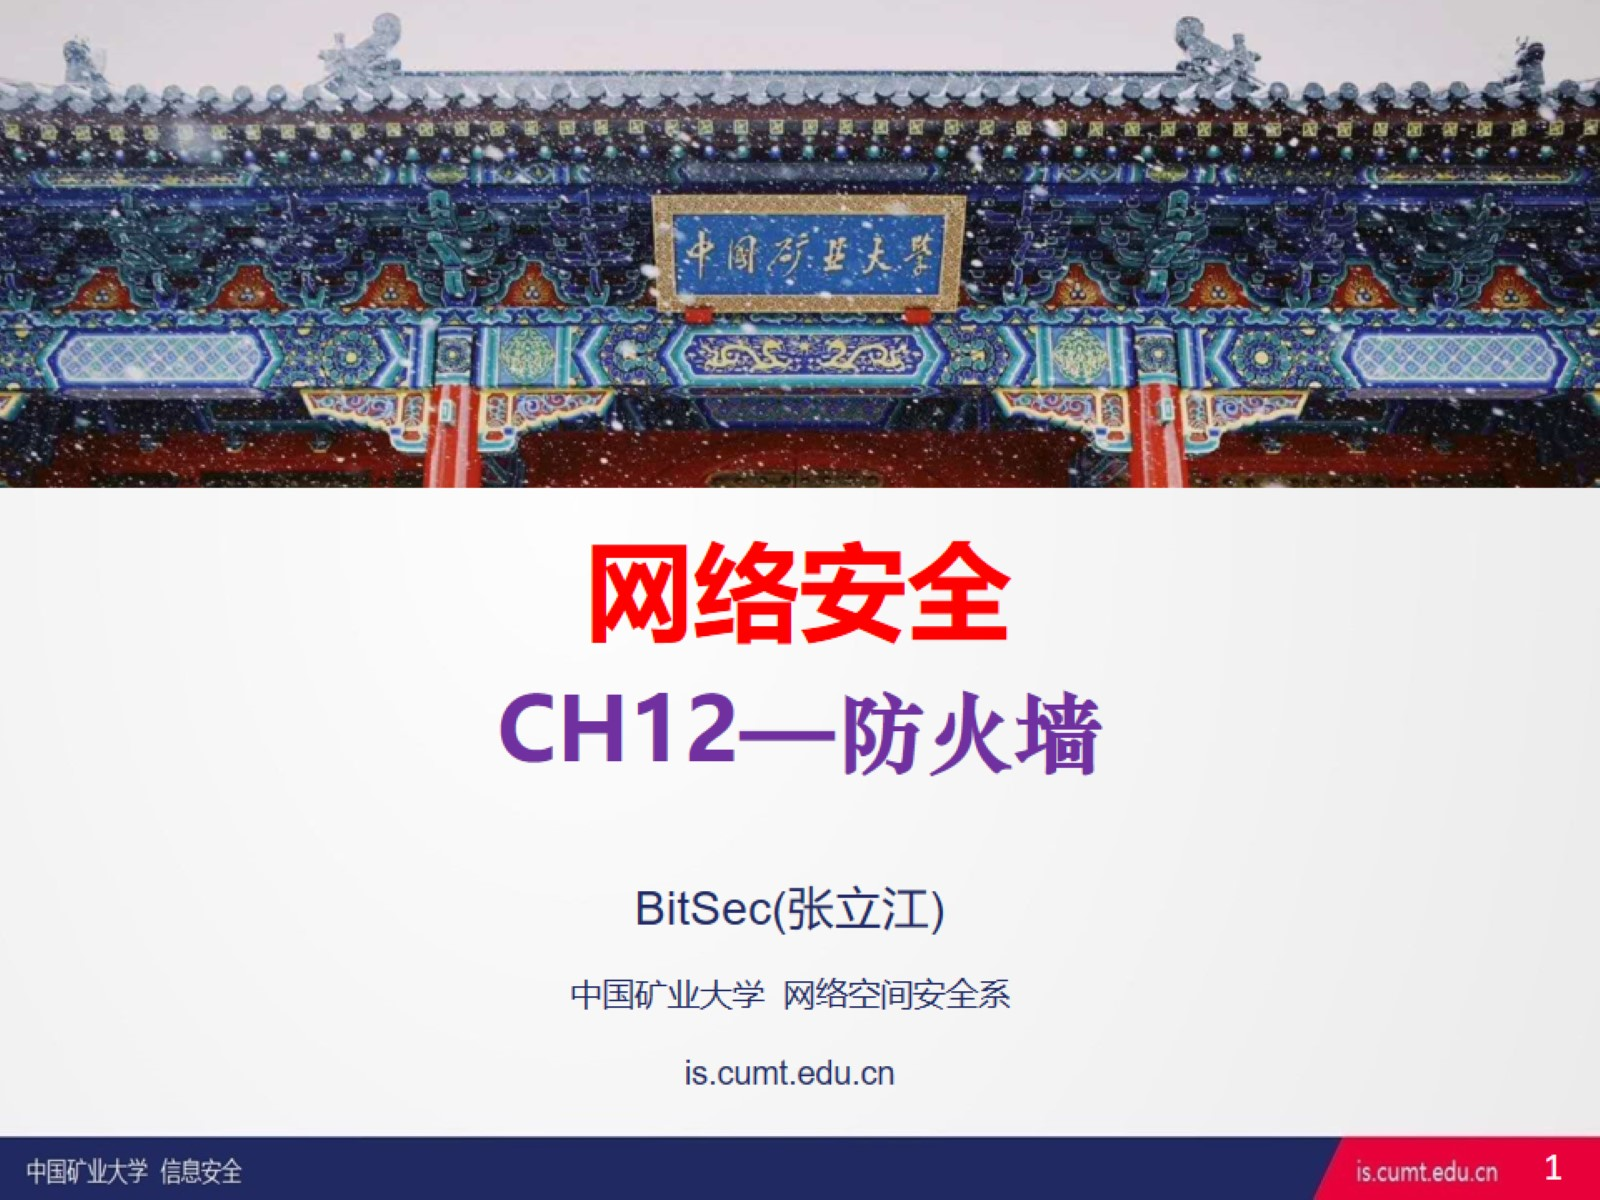 中国矿业大學
网络安全
CH12—防火墙
BitSec(张立江)
中国矿业大学 网络空间安全系
is.cumt.edu.cn
中国矿业大学 信息安全
is.cumt.edu.cn
1